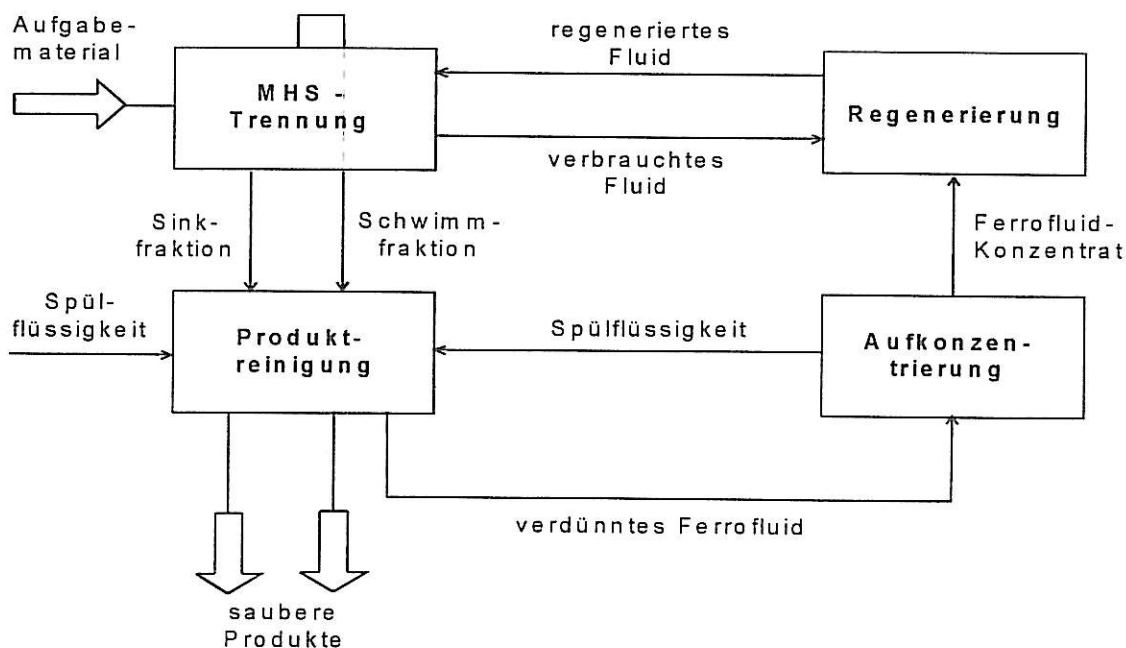 Aufgabe-
material
regeneriertes
Fluid
MHS -
Trennung
Regenerierung
verbrauchtes
Fluid
Sink-
fraktion
Schwimm-
fraktion
Ferrofluid-
Konzentrat
Spül-
flüssigkeit
Produkt-
reinigung
Spülflüssigkeit
Aufkonzen-
trierung
verdünntes Ferrofluid
saubere
Produkte